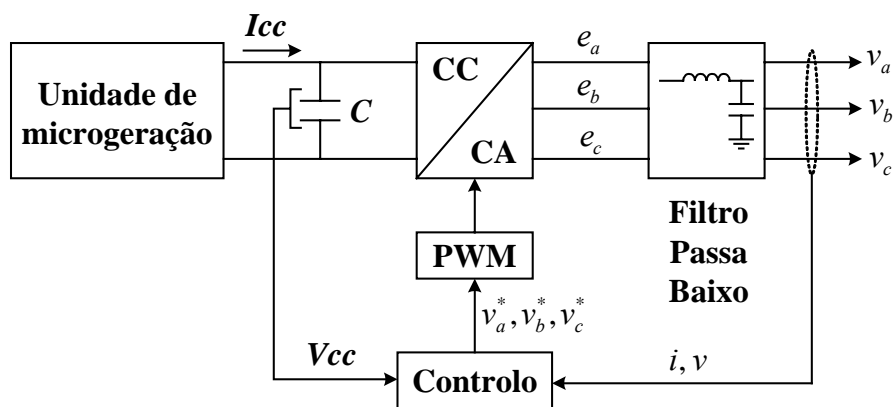 Icc
Unidade de
microgeração
C
CC
CA
e_a
e_b
e_c
v_a
v_b
v_c
Filtro
Passa
Baixo
PWM
v_a^*, v_b^*, v_c^*
Vcc
Controlo
i, v